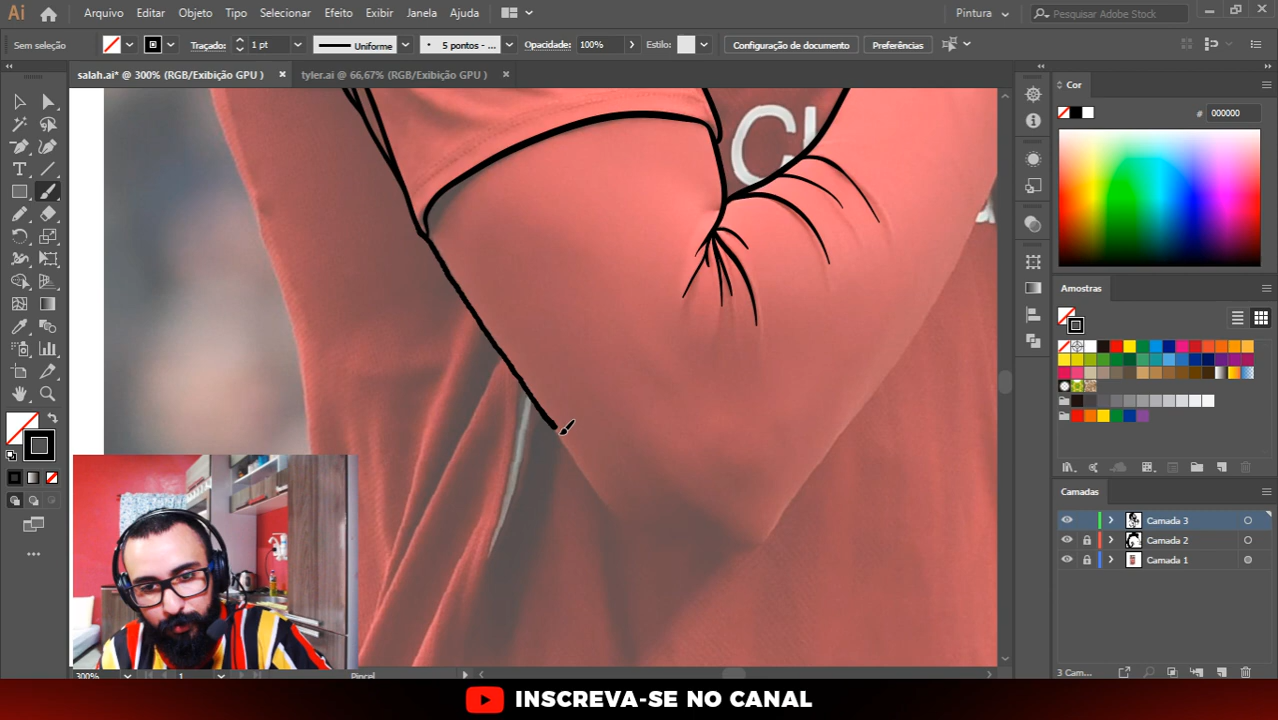 Ai
Arquivo Editar Objeto Tipo Selecionar Efeito Exibir Janela Ajuda
Pintura
Pesquisar Adobe Stock
Sem seleção
Traçado: 1 pt
Uniforme
5 pontos - ...
Opacidade: 100%
Estilo:
Configuração de documento
Preferências
salah.ai* @ 300% (RGB/Exibição GPU )
tyler.ai @ 66,67% (RGB/Exibição GPU )
Cor
# 000000
Amostras
Camadas
Camada 3
Camada 2
Camada 1
300%
1
Pincel
3 Cam...
INSCREVA-SE NO CANAL